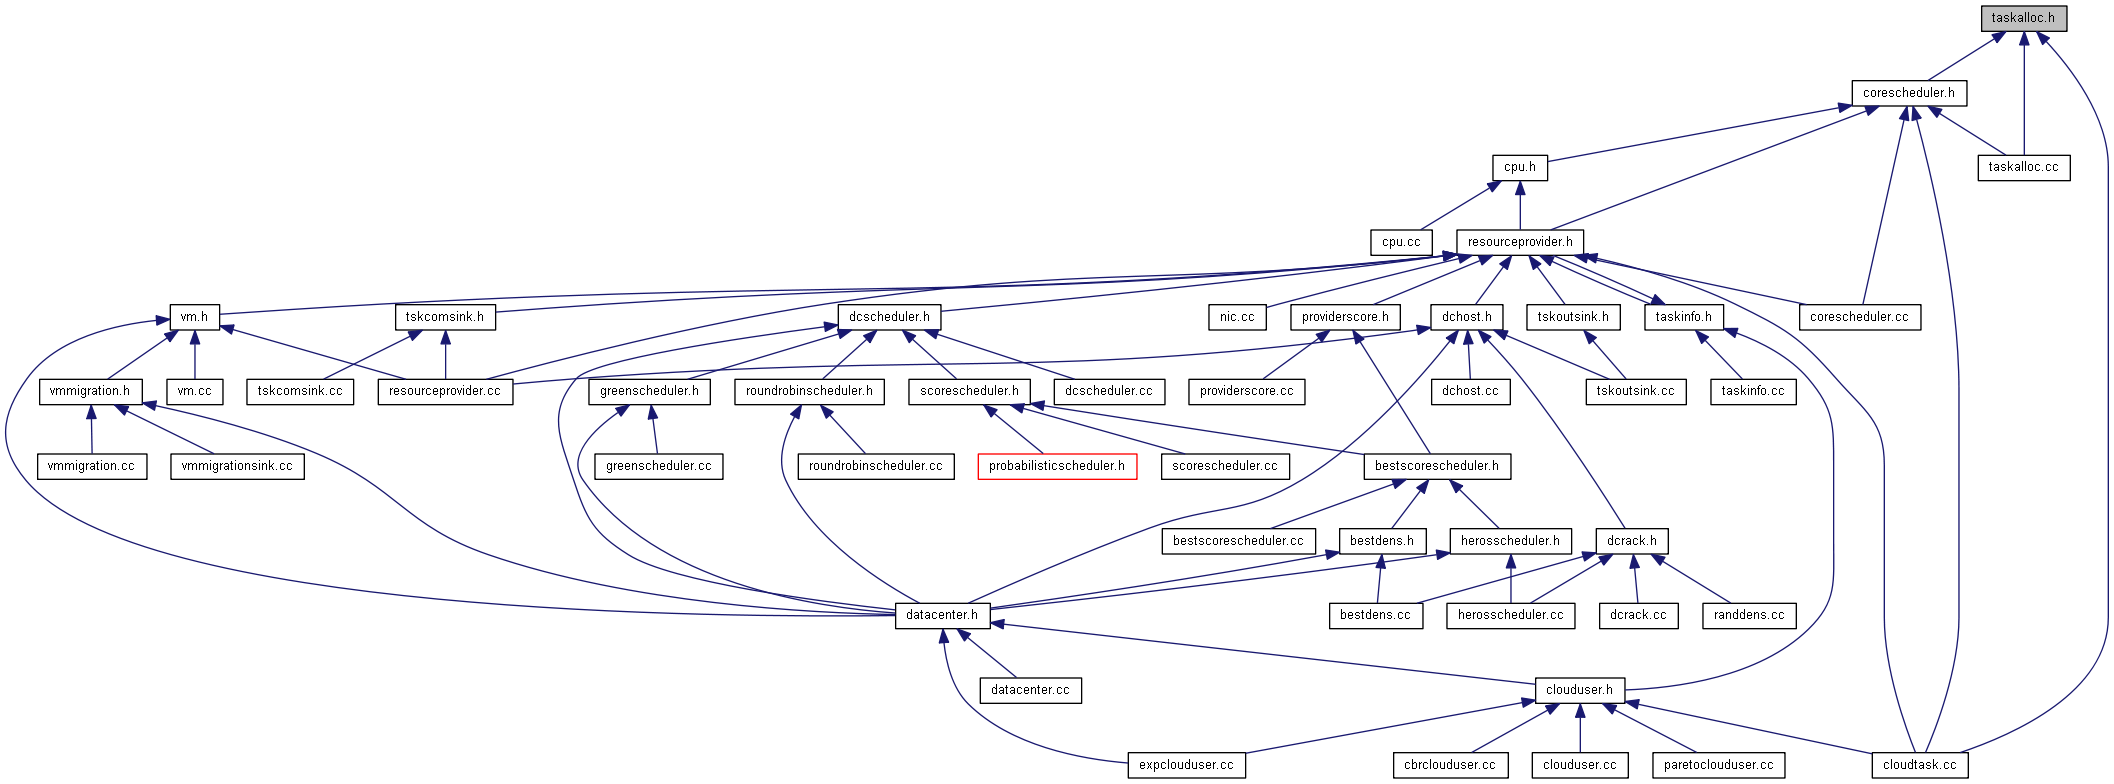 taskalloc.h
corescheduler.h
cpu.h
taskalloc.cc
cpu.cc
resourceprovider.h
vm.h
tskcomsink.h
dcscheduler.h
nic.cc
providerscore.h
dchost.h
tskoutsink.h
taskinfo.h
corescheduler.cc
vmmigration.h
vm.cc
tskcomsink.cc
resourceprovider.cc
greenscheduler.h
roundrobinscheduler.h
scorescheduler.h
dcscheduler.cc
providerscore.cc
dchost.cc
tskoutsink.cc
taskinfo.cc
vmmigration.cc
vmmigrationsink.cc
greenscheduler.cc
roundrobinscheduler.cc
probabilisticscheduler.h
scorescheduler.cc
bestscorescheduler.h
bestscorescheduler.cc
bestdens.h
herosscheduler.h
dcrack.h
datacenter.h
bestdens.cc
herosscheduler.cc
dcrack.cc
randdens.cc
datacenter.cc
clouduser.h
expclouduser.cc
cbrclouduser.cc
clouduser.cc
paretoclouduser.cc
cloudtask.cc